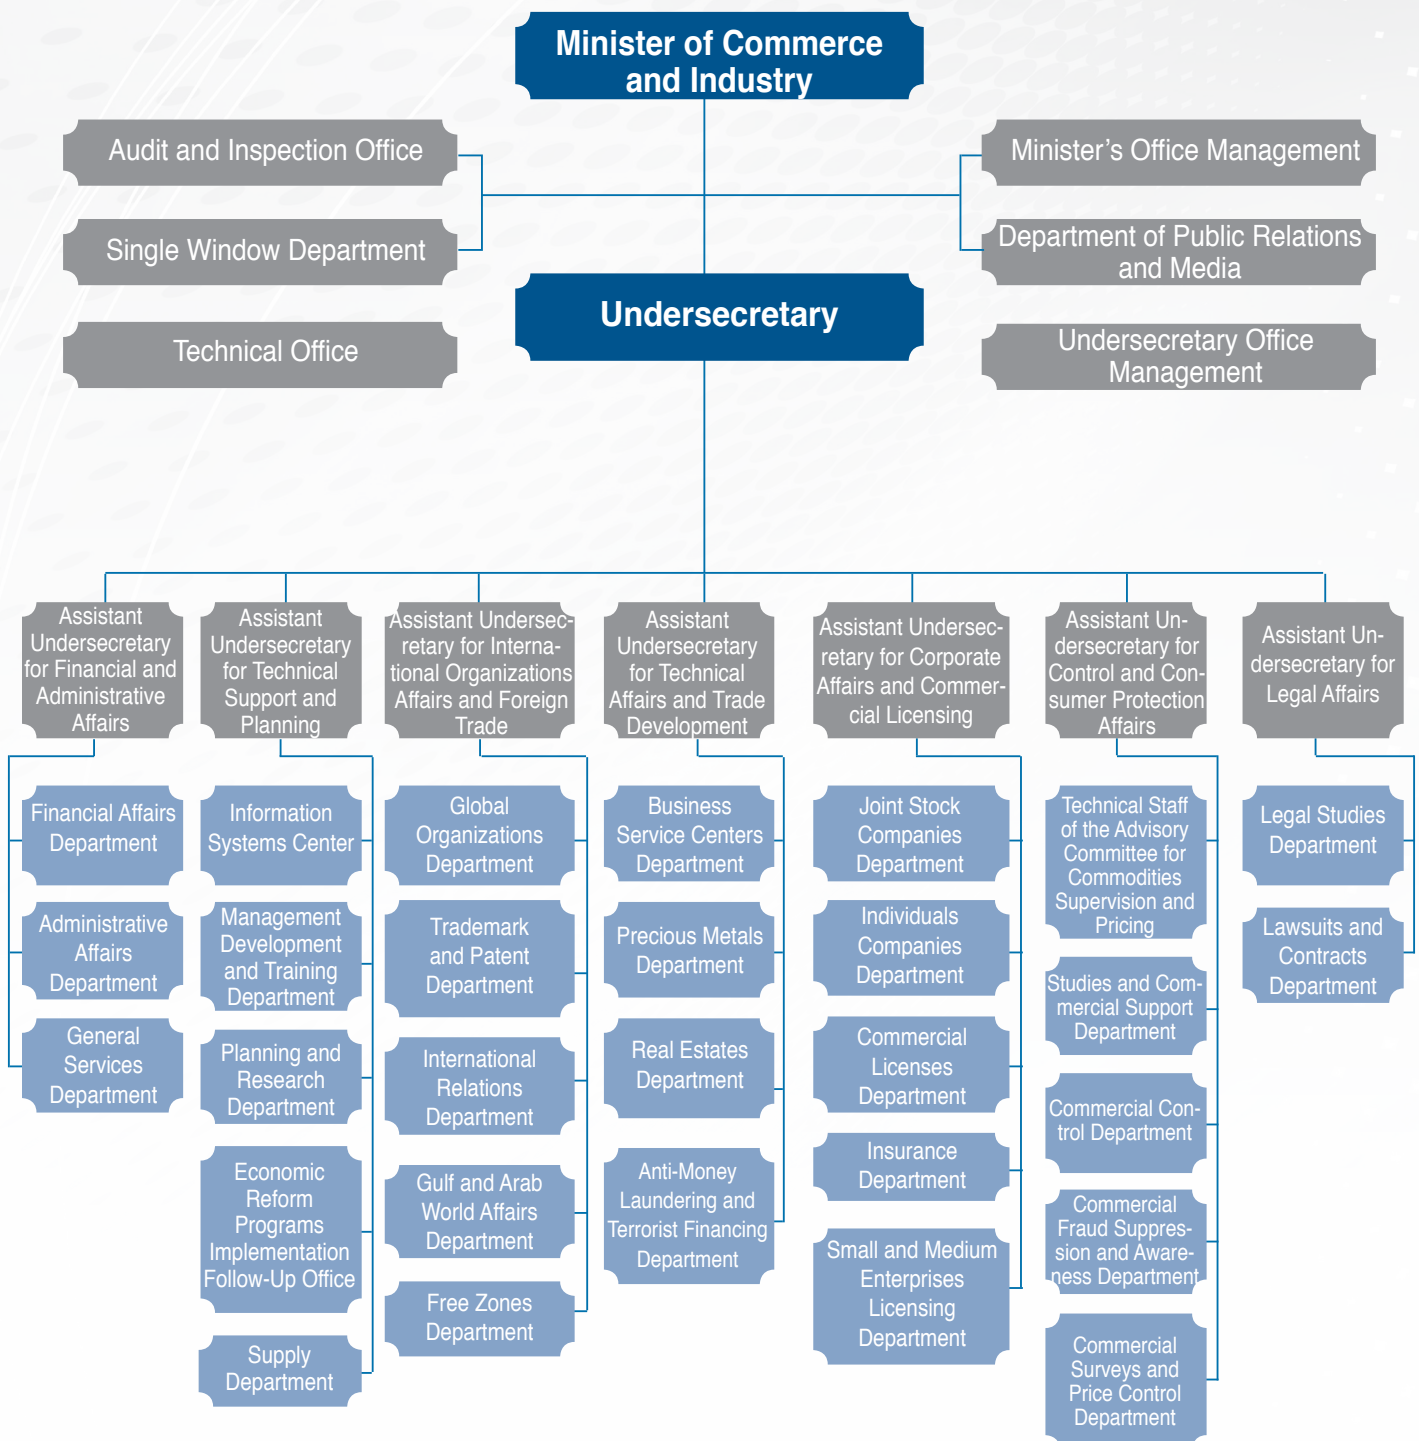 Minister of Commerce
and Industry
Audit and Inspection Office
Minister's Office Management
Single Window Department
Department of Public Relations
and Media
Undersecretary
Technical Office
Undersecretary Office
Management
Assistant
Undersecretary
for Financial and
Administrative
Affairs
Financial Affairs
Department
Administrative
Affairs
Department
General
Services
Department
Assistant
Undersecretary
for Technical
Support and
Planning
Information
Systems Center
Management
Development
and Training
Department
Planning and
Research
Department
Economic
Reform
Programs
Implementation
Follow-Up Office
Supply
Department
Assistant Undersec-
retary for Interna-
tional Organizations
Affairs and Foreign
Trade
Global
Organizations
Department
Trademark
and Patent
Department
International
Relations
Department
Gulf and Arab
World Affairs
Department
Free Zones
Department
Assistant
Undersecretary
for Technical
Affairs and Trade
Development
Business
Service Centers
Department
Precious Metals
Department
Real Estates
Department
Anti-Money
Laundering and
Terrorist Financing
Department
Assistant Undersec-
retary for Corporate
Affairs and Commer-
cial Licensing
Joint Stock
Companies
Department
Individuals
Companies
Department
Commercial
Licenses
Department
Insurance
Department
Small and Medium
Enterprises
Licensing
Department
Assistant Un-
dersecretary for
Control and Con-
sumer Protection
Affairs
Technical Staff
of the Advisory
Committee for
Commodities
Supervision and
Pricing
Studies and Com-
mercial Support
Department
Commercial Con-
trol Department
Commercial
Fraud Suppres-
sion and Aware-
ness Department
Commercial
Surveys and
Price Control
Department
Assistant Un-
dersecretary for
Legal Affairs
Legal Studies
Department
Lawsuits and
Contracts
Department